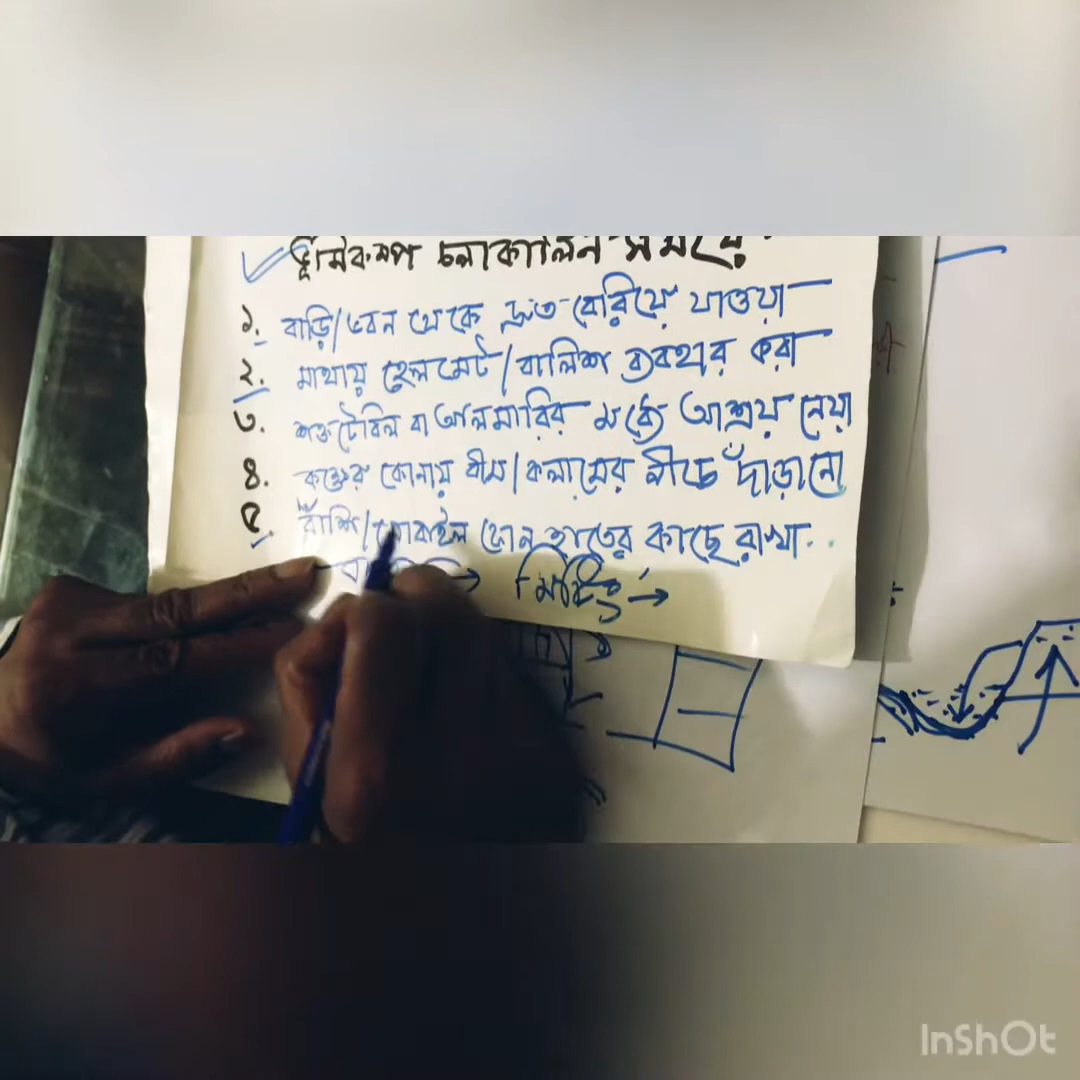 ভূমিকম্প চলাকালিন সময়ে
১. বাড়ি/ভবন থেকে দ্রুত বেরিয়ে যাওয়া
২. মাথায় হেলমেট/বালিশ ব্যবহার করা
৩. শক্ত টেবিল বা আলমারির মধ্যে আশ্রয় নেয়া
৪. কক্ষের কোনায় বীম/কলামের নীচে দাঁড়ানো
৫. বাঁশি/মোবাইল ফোন হাতের কাছে রাখা..
InShOt